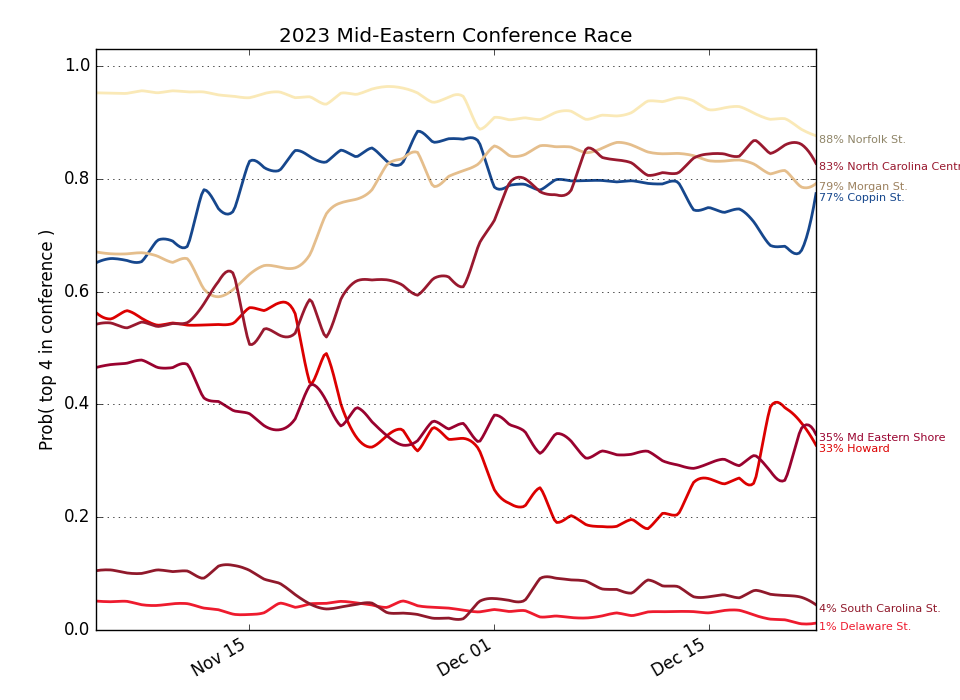 2023 Mid-Eastern Conference Race
Prob( top 4 in conference )
1.0
0.8
0.6
0.4
0.2
0.0
Nov 15
Dec 01
Dec 15
88% Norfolk St.
83% North Carolina Centr
79% Morgan St.
77% Coppin St.
35% Md Eastern Shore
33% Howard
4% South Carolina St.
1% Delaware St.